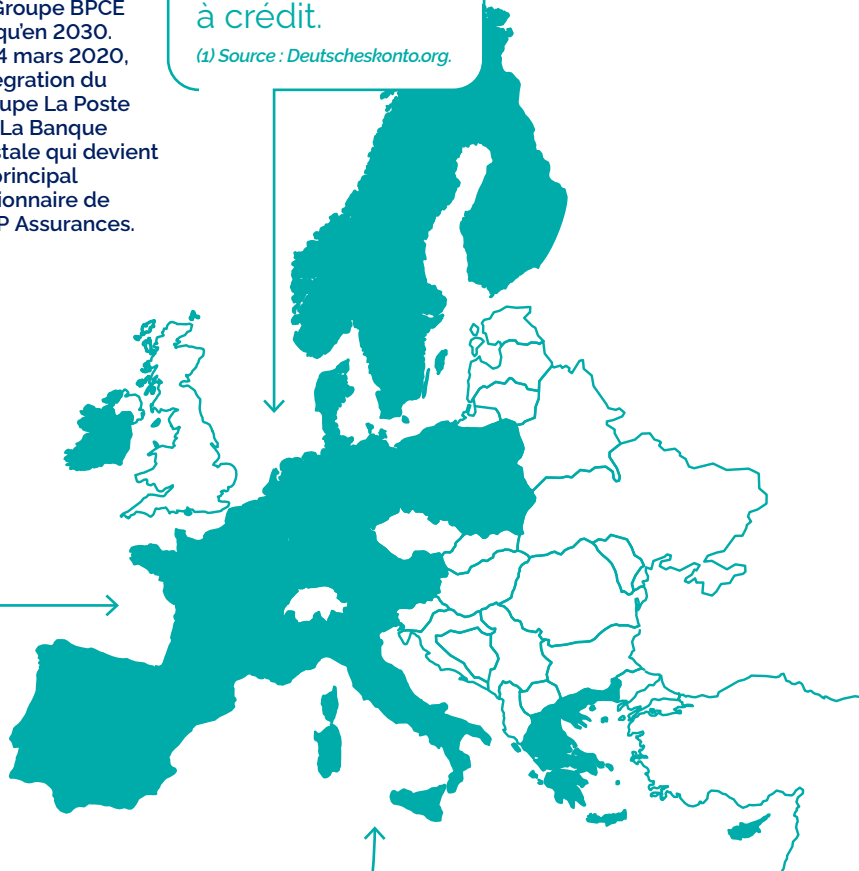 Groupe BPCE
qu'en 2030.
4 mars 2020,
égration du
upe La Poste
La Banque
stale qui devient
principal
ionnaire de
P Assurances.
à crédit.
(1) Source : Deutscheskonto.org.